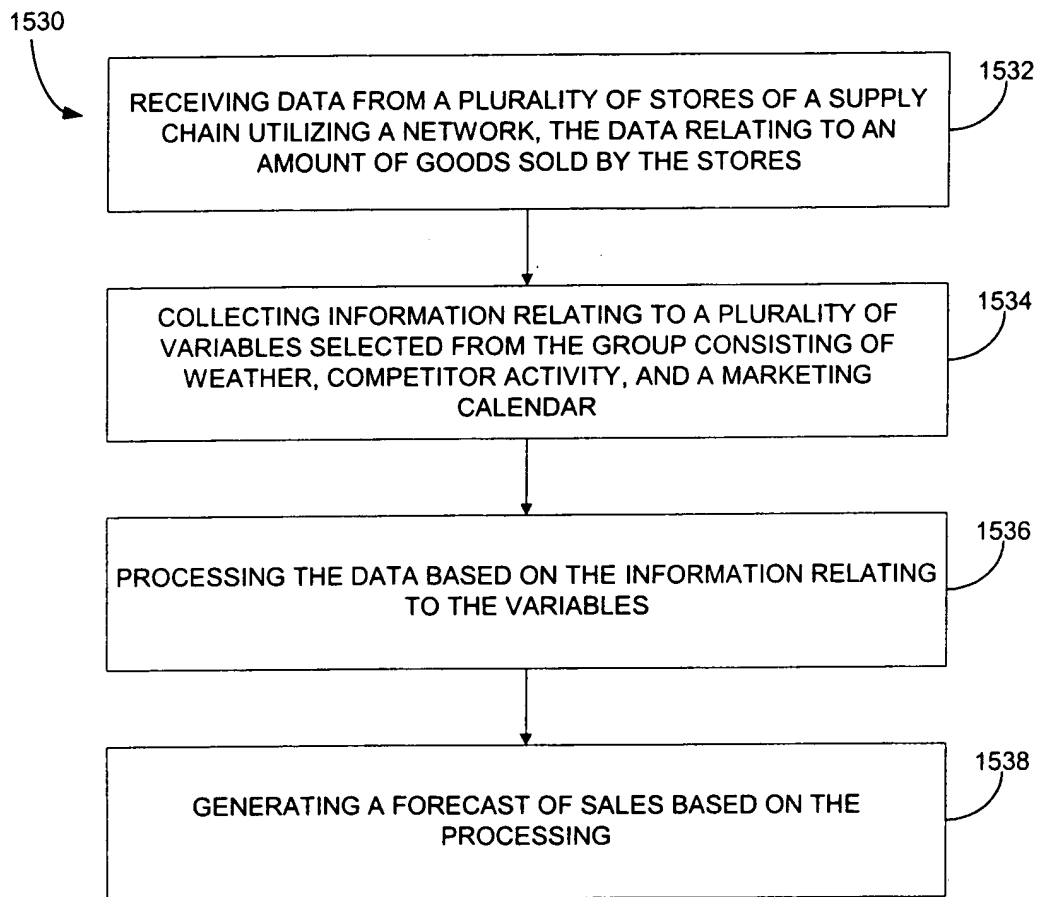 1530
1532
RECEIVING DATA FROM A PLURALITY OF STORES OF A SUPPLY
CHAIN UTILIZING A NETWORK, THE DATA RELATING TO AN
AMOUNT OF GOODS SOLD BY THE STORES
1534
COLLECTING INFORMATION RELATING TO A PLURALITY OF
VARIABLES SELECTED FROM THE GROUP CONSISTING OF
WEATHER, COMPETITOR ACTIVITY, AND A MARKETING
CALENDAR
1536
PROCESSING THE DATA BASED ON THE INFORMATION RELATING
TO THE VARIABLES
1538
GENERATING A FORECAST OF SALES BASED ON THE
PROCESSING